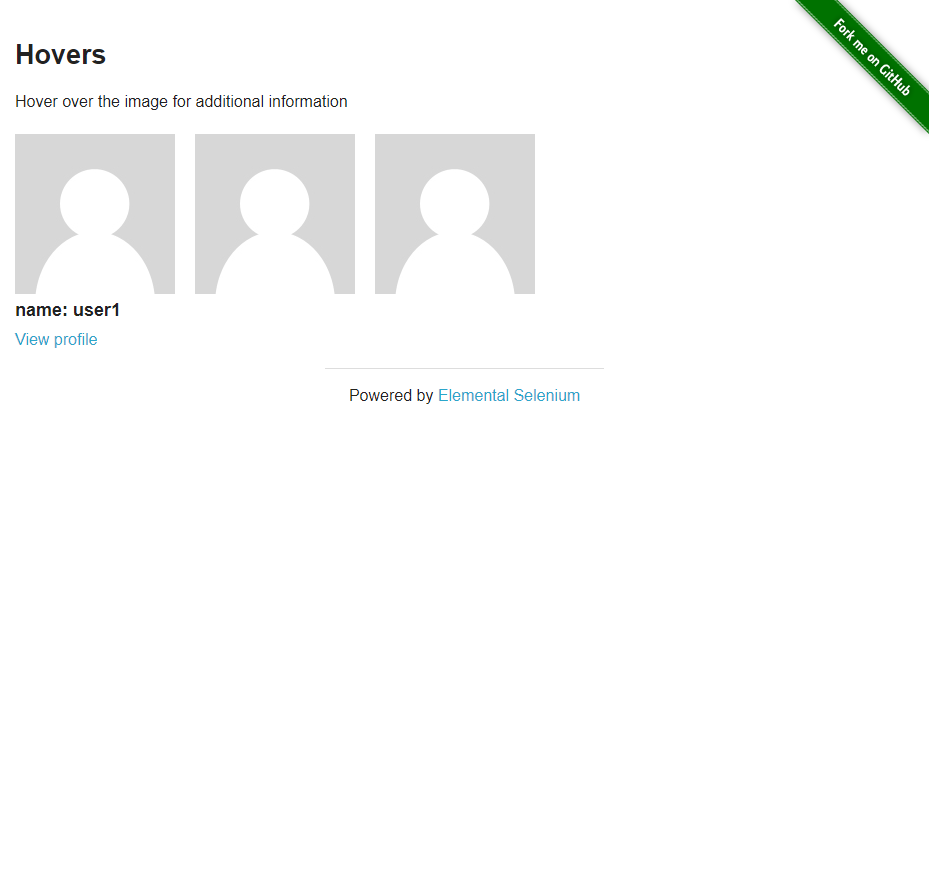 Fork me on GitHub
Hovers
Hover over the image for additional information
name: user1
View profile
Powered by Elemental Selenium